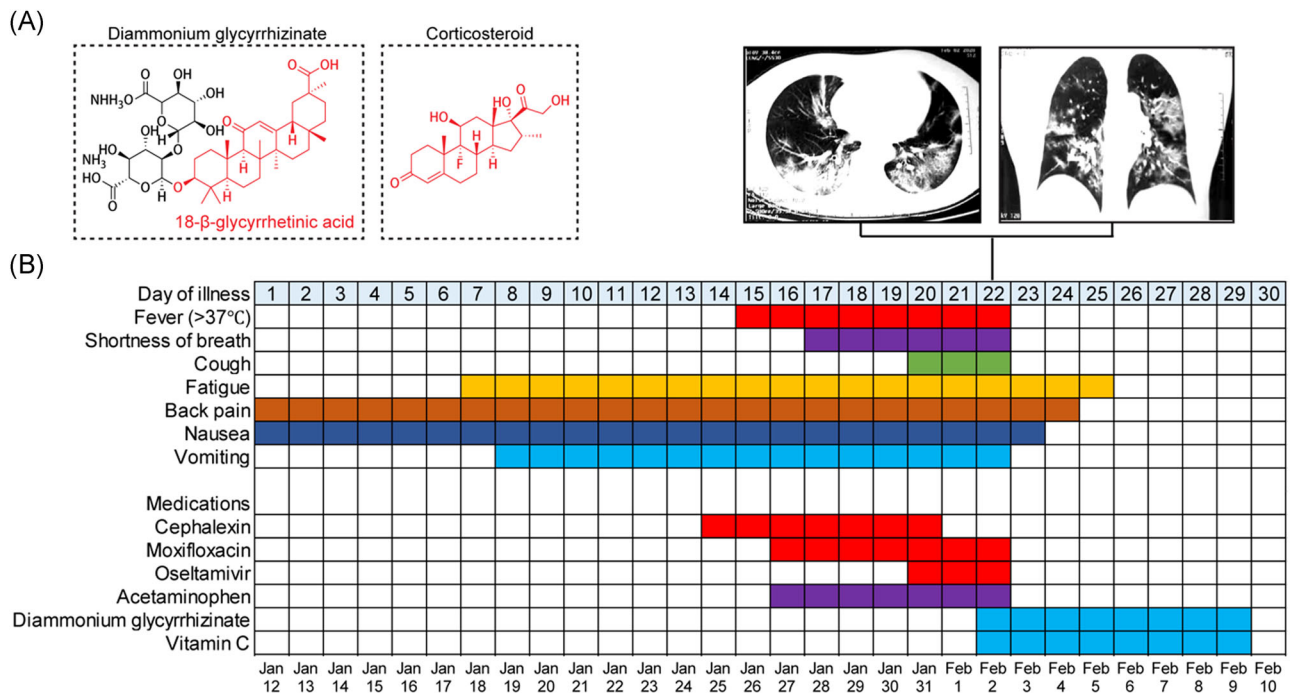 (A)
Diammonium glycyrrhizinate
Corticosteroid
18-β-glycyrrhetinic acid
(B)
Day of illness 1 2 3 4 5 6 7 8 9 10 11 12 13 14 15 16 17 18 19 20 21 22 23 24 25 26 27 28 29 30
Fever (>37℃)
Shortness of breath
Cough
Fatigue
Back pain
Nausea
Vomiting
Medications
Cephalexin
Moxifloxacin
Oseltamivir
Acetaminophen
Diammonium glycyrrhizinate
Vitamin C
Jan Jan Jan Jan Jan Jan Jan Jan Jan Jan Jan Jan Jan Jan Jan Jan Jan Jan Jan Jan Feb Feb Feb Feb Feb Feb Feb Feb Feb Feb
12 13 14 15 16 17 18 19 20 21 22 23 24 25 26 27 28 29 30 31 1 2 3 4 5 6 7 8 9 10